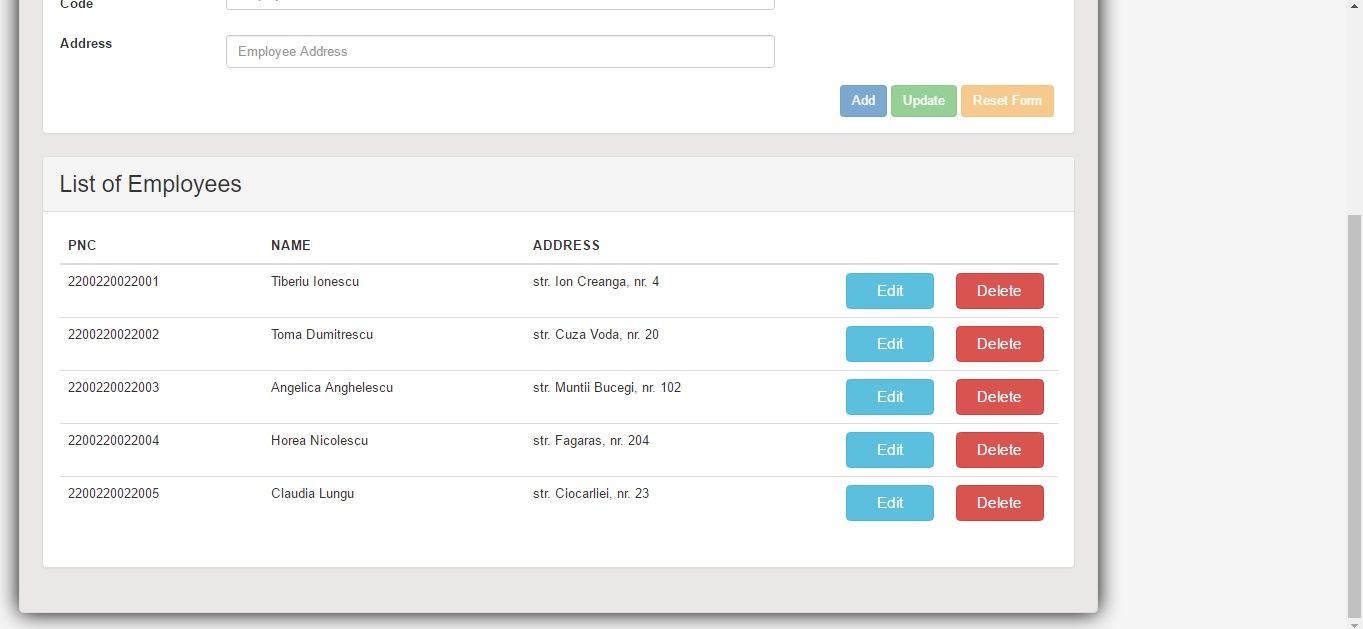 Code
Address
Employee Address
Add Update Reset Form
List of Employees
PNC NAME ADDRESS
2200220022001 Tiberiu Ionescu str. Ion Creanga, nr. 4 Edit Delete
2200220022002 Toma Dumitrescu str. Cuza Voda, nr. 20 Edit Delete
2200220022003 Angelica Anghelescu str. Muntii Bucegi, nr. 102 Edit Delete
2200220022004 Horea Nicolescu str. Fagaras, nr. 204 Edit Delete
2200220022005 Claudia Lungu str. Ciocarliei, nr. 23 Edit Delete